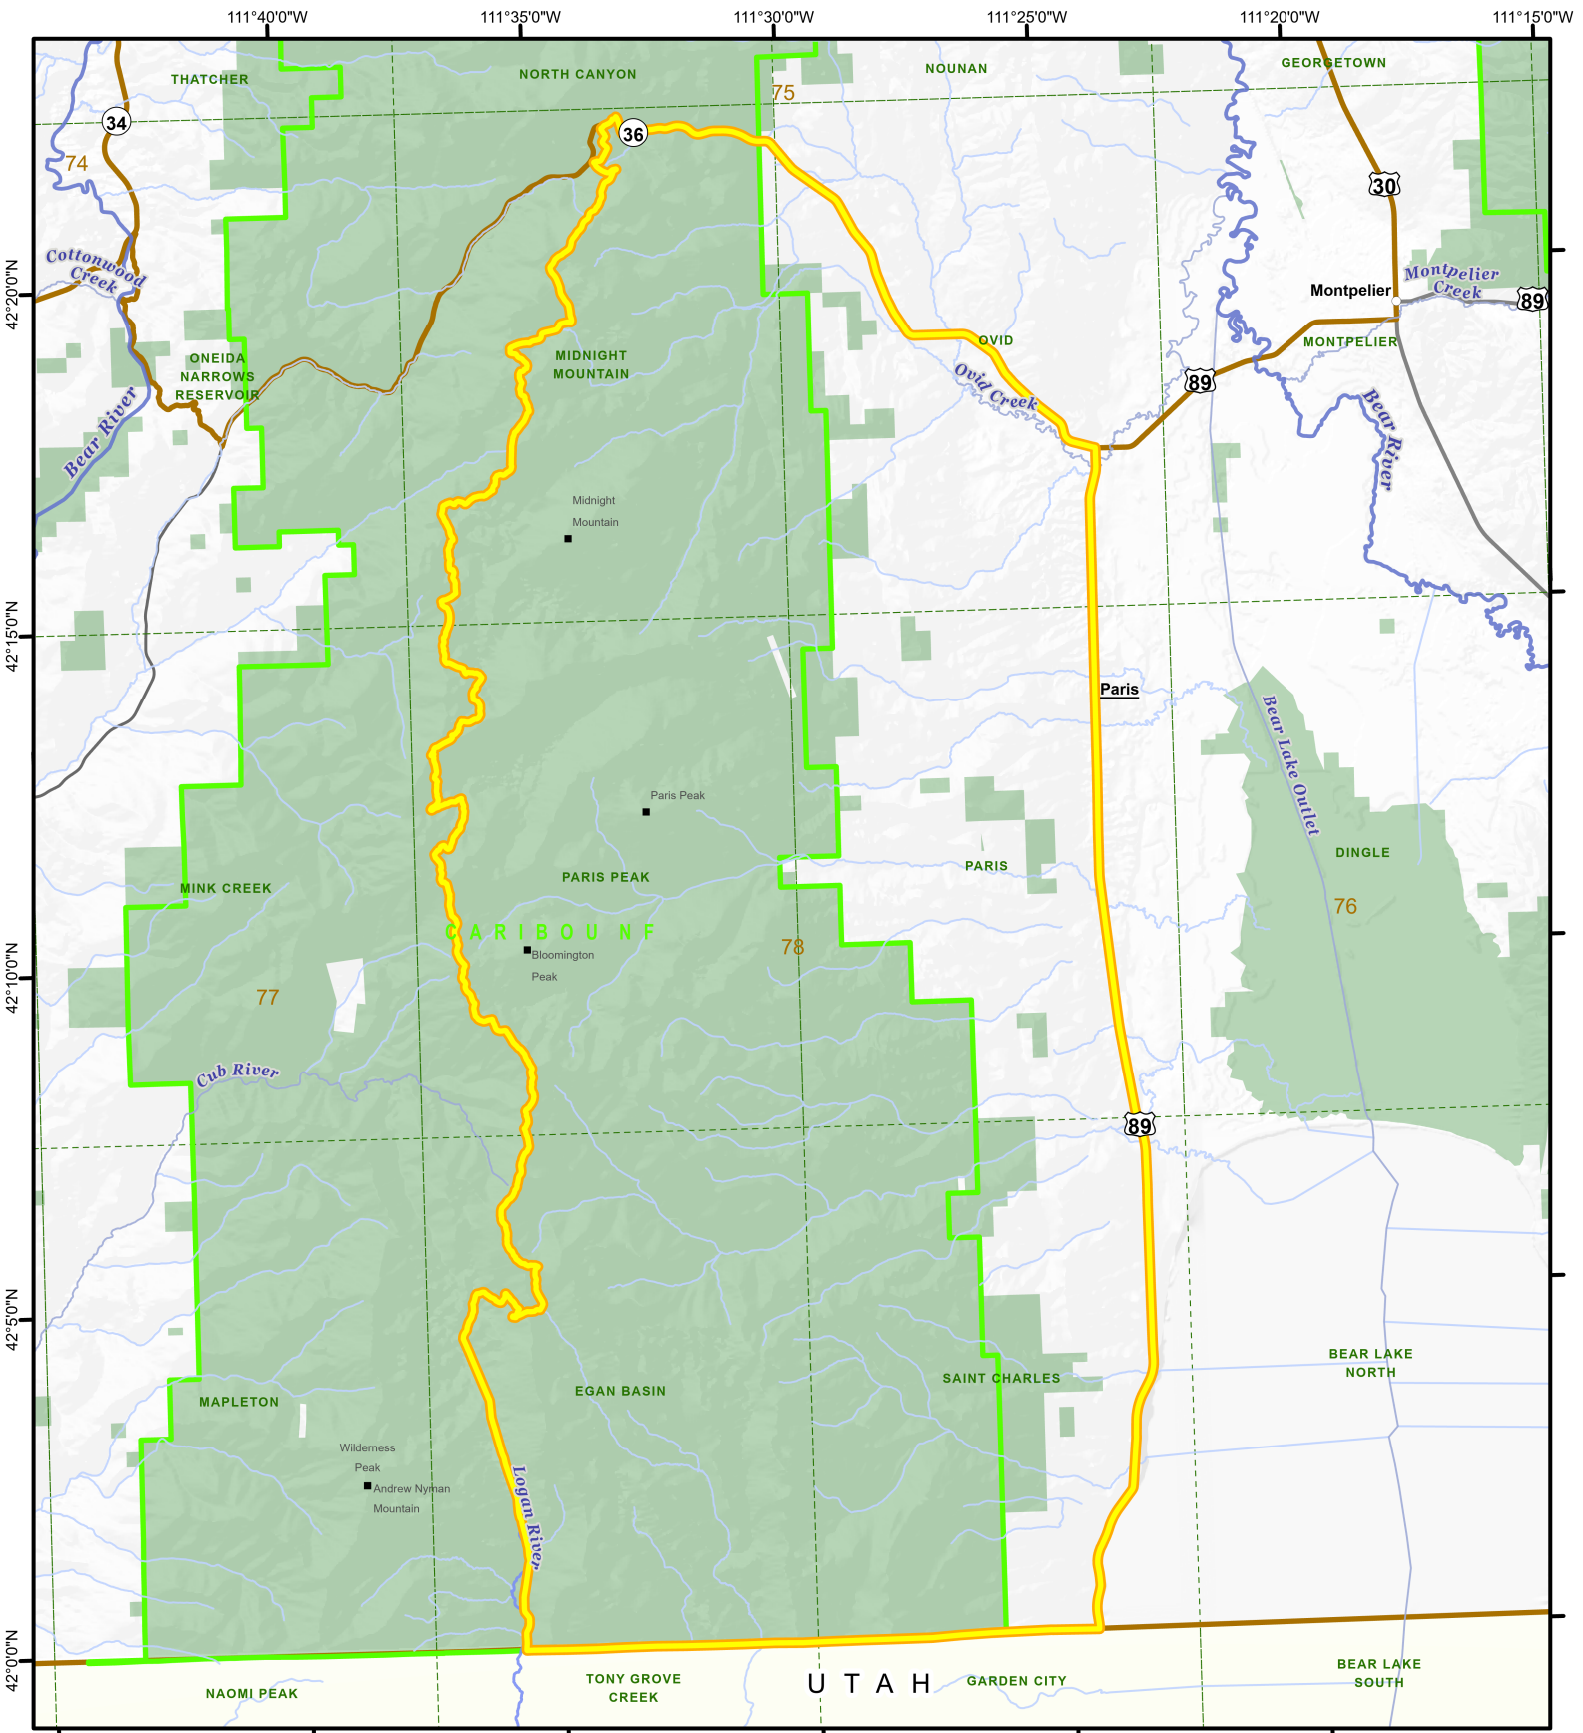 111°40'0"W
111°35'0"W
111°30'0"W
111°25'0"W
111°20'0"W
111°15'0"W
THATCHER
NORTH CANYON
NOUNAN
GEORGETOWN
75
34
36
74
30
Cottonwood
Creek
Montpelier
Montpelier
Creek
89
42°20'0"N
ONEIDA
NARROWS
RESERVOIR
MIDNIGHT
MOUNTAIN
OVID
MONTPELIER
Ovid Creek
89
Bear River
Bear River
Midnight
Mountain
42°15'0"N
Paris
Bear Lake Outlet
Paris Peak
PARIS PEAK
PARIS
DINGLE
MINK CREEK
76
CARIBOU NF
78
Bloomington
Peak
42°10'0"N
77
Cub River
89
42°5'0"N
BEAR LAKE
NORTH
SAINT CHARLES
EGAN BASIN
MAPLETON
Wilderness
Peak
Andrew Nyman
Mountain
Logan River
42°0'0"N
UTAH
NAOMI PEAK
TONY GROVE
CREEK
GARDEN CITY
BEAR LAKE
SOUTH